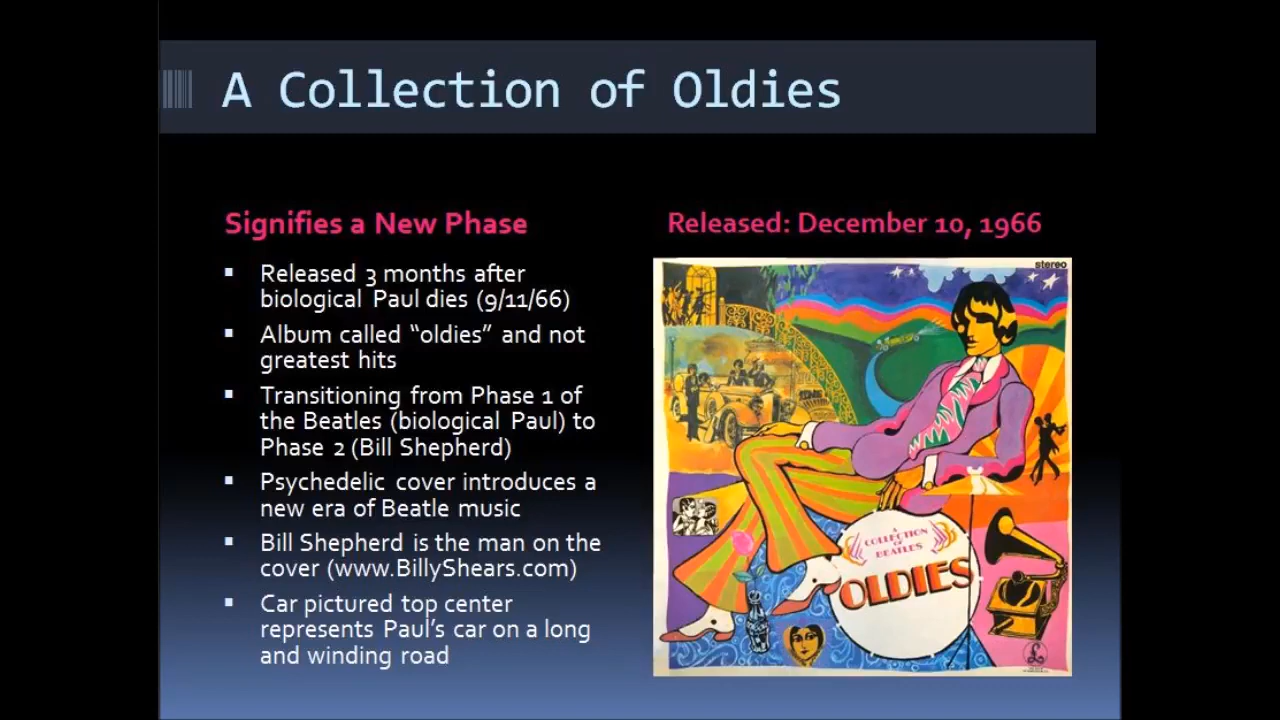 A Collection of Oldies
Signifies a New Phase
▪ Released 3 months after
biological Paul dies (9/11/66)
▪ Album called “oldies” and not
greatest hits
▪ Transitioning from Phase 1 of
the Beatles (biological Paul) to
Phase 2 (Bill Shepherd)
▪ Psychedelic cover introduces a
new era of Beatle music
▪ Bill Shepherd is the man on the
cover (www.BillyShears.com)
▪ Car pictured top center
represents Paul’s car on a long
and winding road
Released: December 10, 1966
stereo
A
COLLECTION
OF
BEATLES
OLDIES